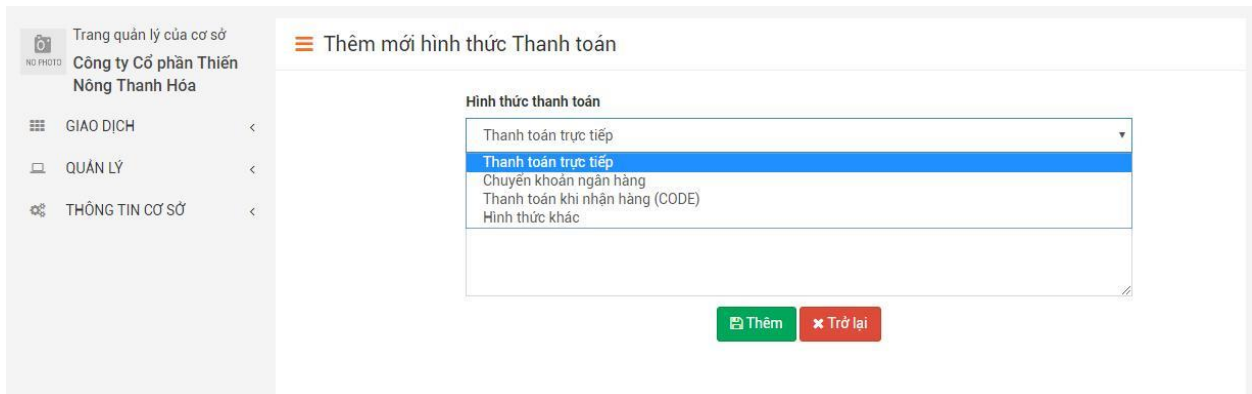 Trang quản lý của cơ sở
NO PHOTO
Công ty Cổ phần Thiến
Nông Thanh Hóa
GIAO DỊCH
QUẢN LÝ
THÔNG TIN CƠ SỞ
Thêm mới hình thức Thanh toán
Hình thức thanh toán
Thanh toán trực tiếp
Thanh toán trực tiếp
Chuyển khoản ngân hàng
Thanh toán khi nhận hàng (CODE)
Hình thức khác
Thêm
Trở lại